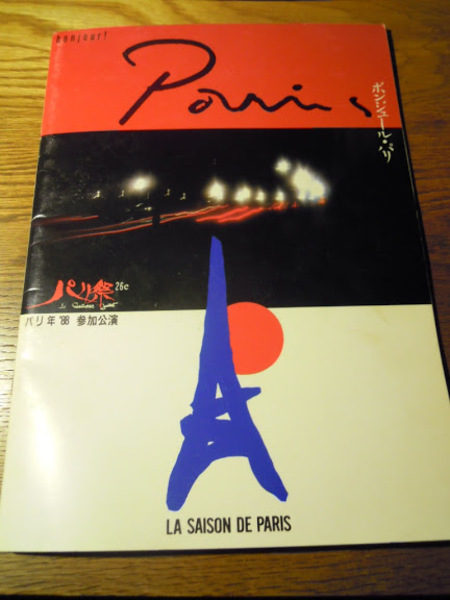 bonjour!
Paris
ボンジュール・パリ
パリ祭 26e
パリ年'88 参加公演
LA SAISON DE PARIS